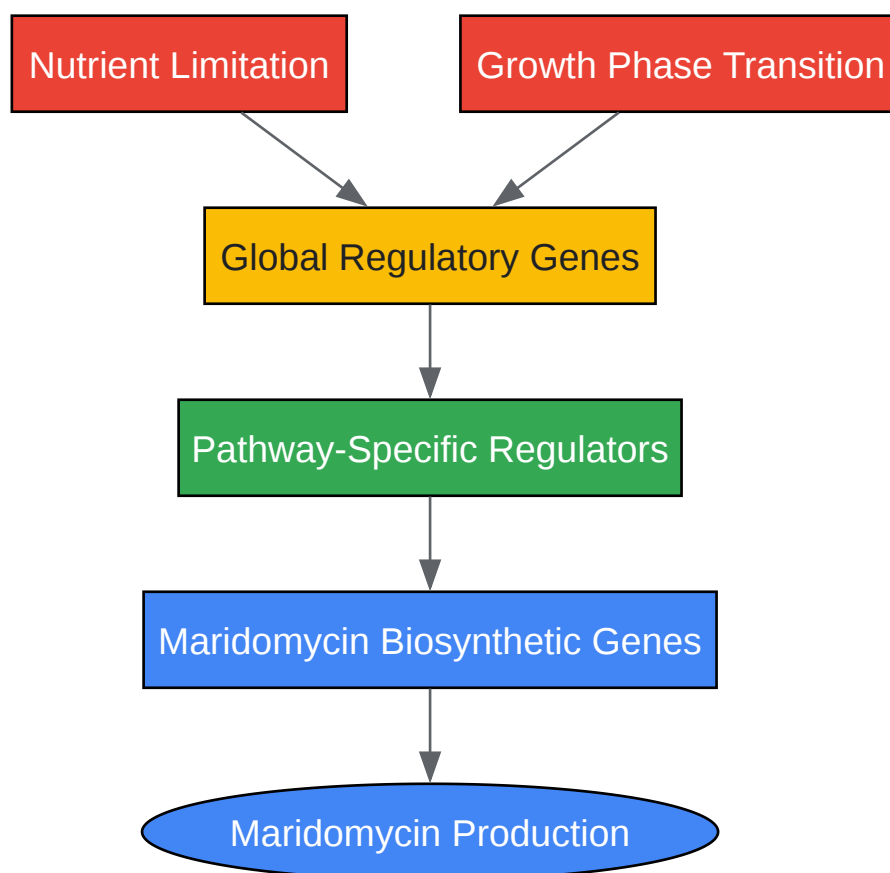 Nutrient Limitation
Growth Phase Transition
Global Regulatory Genes
Pathway-Specific Regulators
Maridomycin Biosynthetic Genes
Maridomycin Production